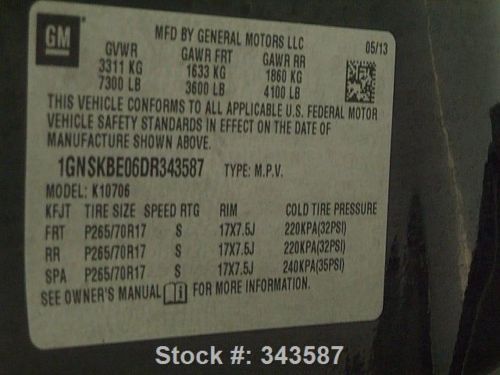 GM
MFD BY GENERAL MOTORS LLC
05/13
GVWR GAWR FRT GAWR RR
3311 KG 1633 KG 1860 KG
7300 LB 3600 LB 4100 LB
THIS VEHICLE CONFORMS TO ALL APPLICABLE U.S. FEDERAL MOTOR
VEHICLE SAFETY STANDARDS IN EFFECT ON THE DATE OF
MANUFACTURE SHOWN ABOVE.
1GNSKBE06DR343587 TYPE: M.P.V.
MODEL: K10706
KFJT TIRE SIZE SPEED RTG RIM COLD TIRE PRESSURE
FRT P265/70R17 S 17X7.5J 220KPA(32PSI)
RR P265/70R17 S 17X7.5J 220KPA(32PSI)
SPA P265/70R17 S 17X7.5J 240KPA(35PSI)
SEE OWNER'S MANUAL FOR MORE INFORMATION.
Stock #: 343587